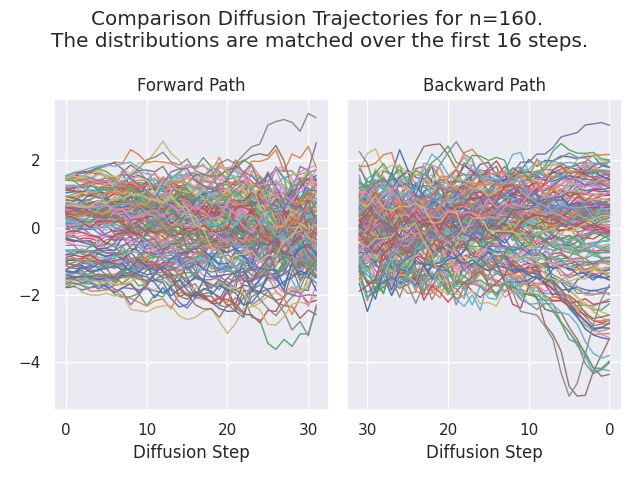 Comparison Diffusion Trajectories for n=160.
The distributions are matched over the first 16 steps.
Forward Path
Backward Path
2
0
−2
−4
0 10 20 30
30 20 10 0
Diffusion Step
Diffusion Step